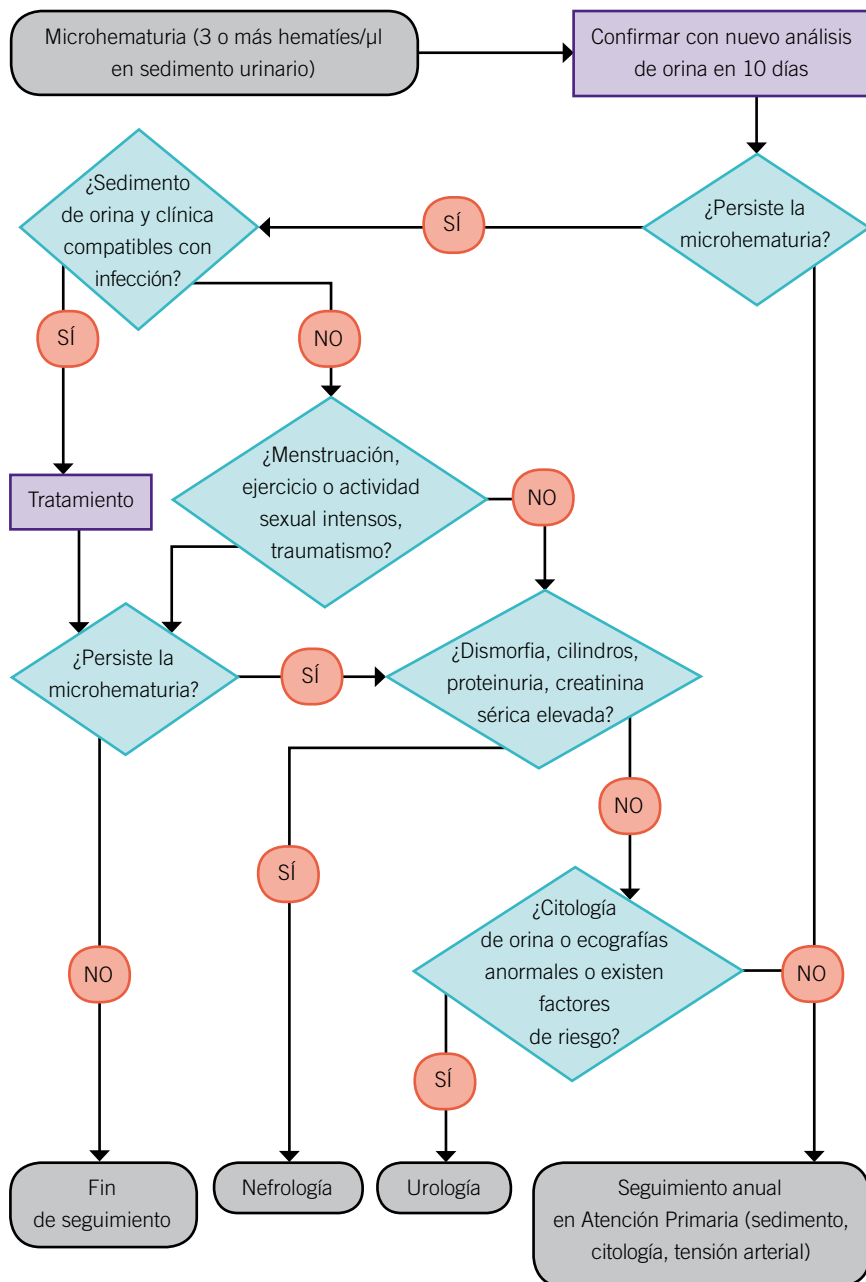 Microhematuria (3 o más hematíes/µl
en sedimento urinario)
Confirmar con nuevo análisis
de orina en 10 días
¿Sedimento
de orina y clínica
compatibles con
infección?
SÍ
¿Persiste la
microhematuria?
SÍ
NO
¿Menstruación,
ejercicio o actividad
sexual intensos,
traumatismo?
NO
Tratamiento
¿Persiste la
microhematuria?
SÍ
¿Dismorfia, cilindros,
proteinuria, creatinina
sérica elevada?
NO
SÍ
¿Citología
de orina o ecografías
anormales o existen
factores
de riesgo?
NO
NO
SÍ
Fin
de seguimiento
Nefrología
Urología
Seguimiento anual
en Atención Primaria (sedimento,
citología, tensión arterial)